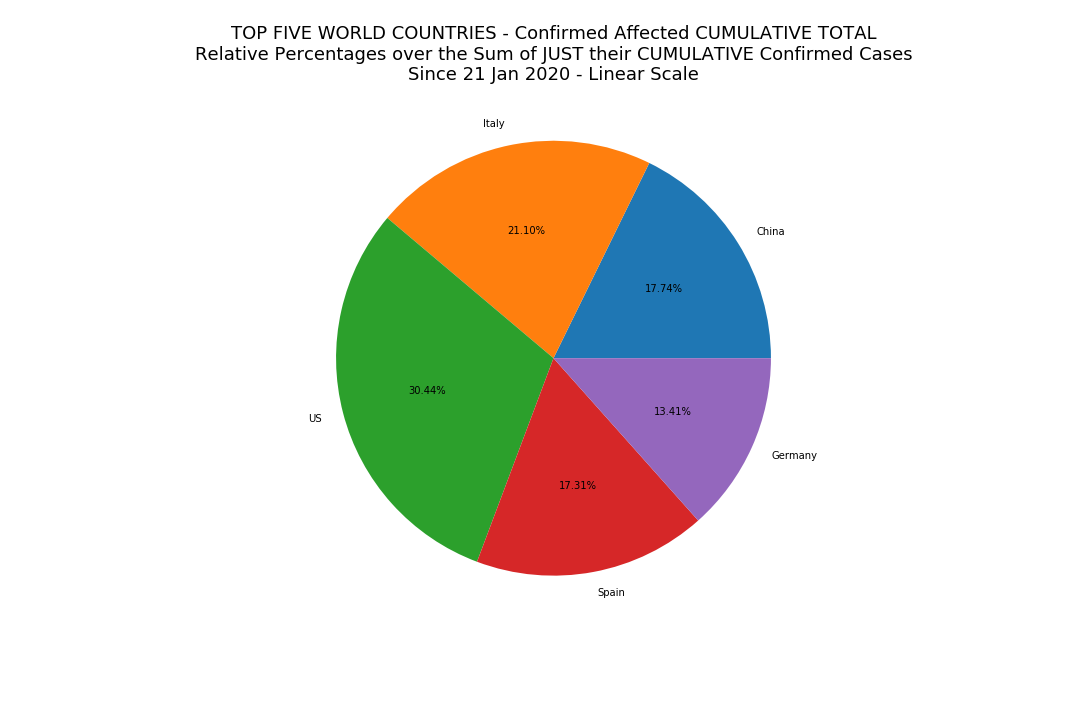 TOP FIVE WORLD COUNTRIES - Confirmed Affected CUMULATIVE TOTAL
Relative Percentages over the Sum of JUST their CUMULATIVE Confirmed Cases
Since 21 Jan 2020 - Linear Scale
Italy
China
21.10%
17.74%
30.44%
US
13.41%
Germany
17.31%
Spain